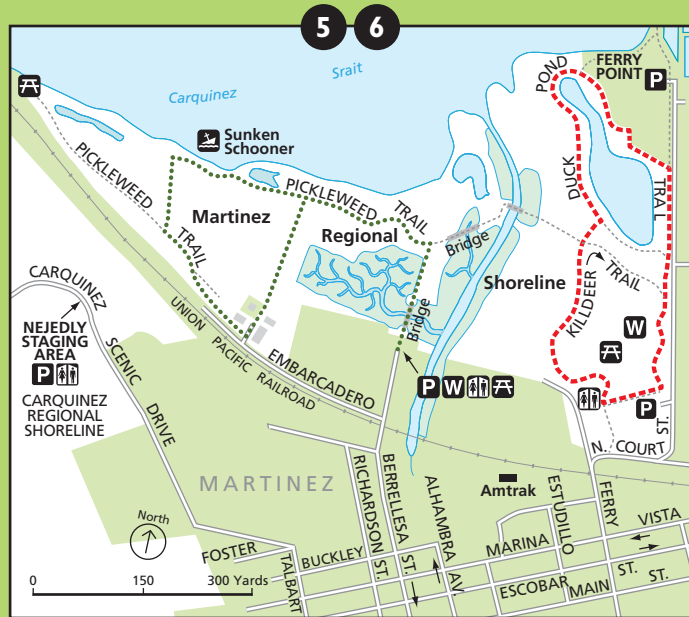 5 6
Carquinez
Srait
POND
FERRY
POINT
P
Sunken
Schooner
PICKLEWEED
TRAIL
PICKLEWEED
TRAIL
DUCK
TRAIL
Martinez
Regional
Shoreline
Bridge
Bridge
KILLDEER
TRAIL
W
CARQUINEZ
SCENIC
DRIVE
NEJEDLY
STAGING
AREA
P
CARQUINEZ
REGIONAL
SHORELINE
UNION PACIFIC RAILROAD
EMBARCADERO
P W
P
N. COURT ST.
MARTINEZ
Amtrak
North
RICHARDSON ST.
BERRELLESA ST.
ALHAMBRA AV.
ESTUDILLO
FERRY
FOSTER
TALBART
BUCKLEY
MARINA VISTA
ESCOBAR ST.
MAIN ST.
0 150 300 Yards